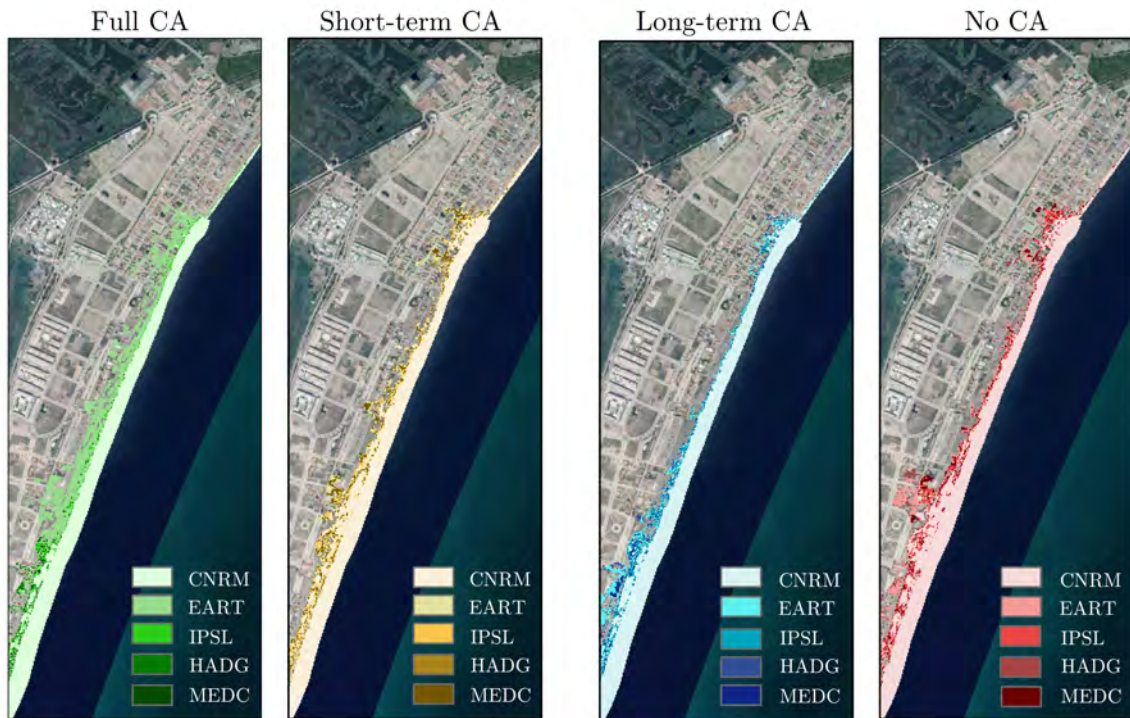 Full CA
Short-term CA
Long-term CA
No CA
CNRM
EART
IPSL
HADG
MEDC
CNRM
EART
IPSL
HADG
MEDC
CNRM
EART
IPSL
HADG
MEDC
CNRM
EART
IPSL
HADG
MEDC